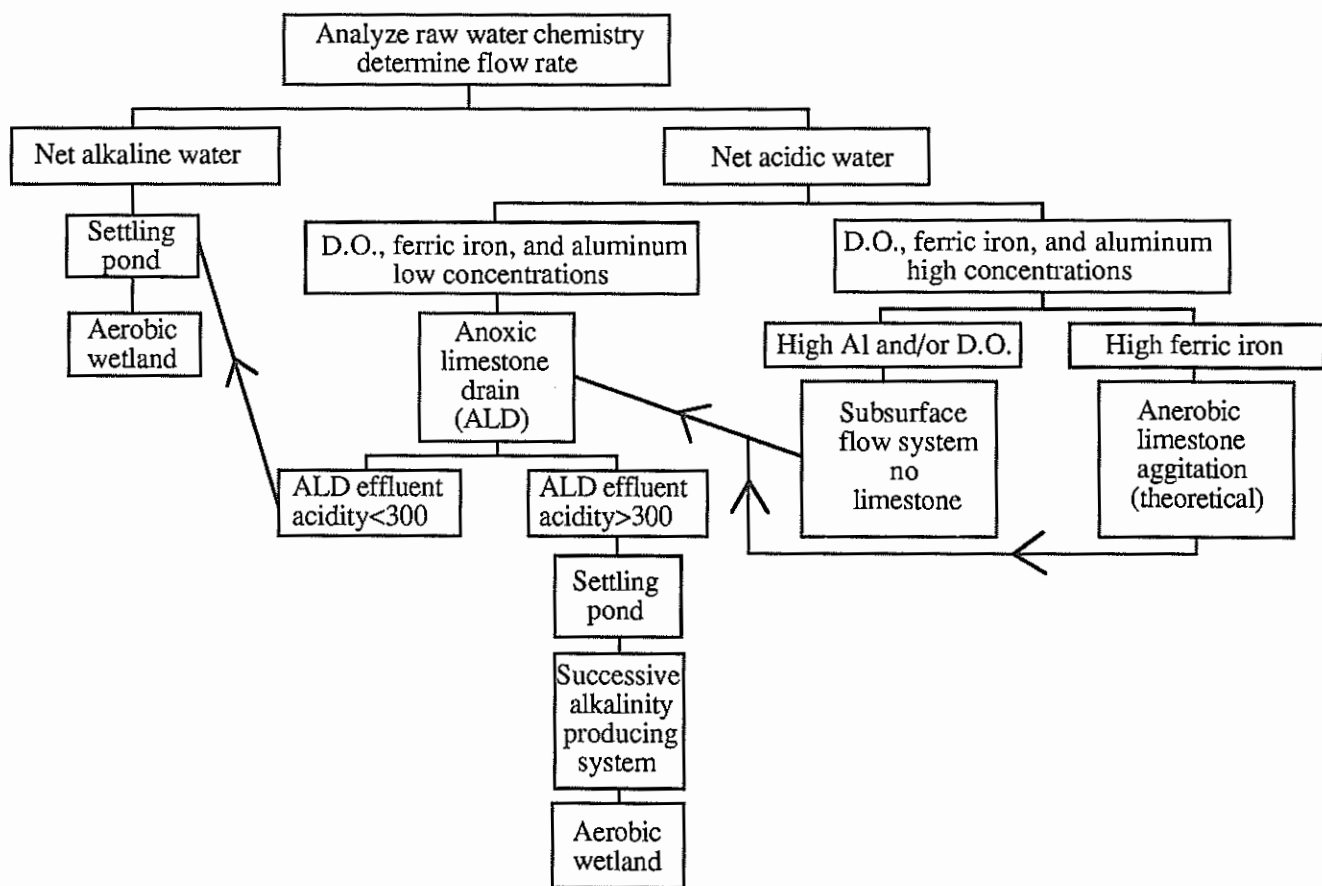 Analyze raw water chemistry
determine flow rate
Net alkaline water
Net acidic water
Settling
pond
D.O., ferric iron, and aluminum
low concentrations
D.O., ferric iron, and aluminum
high concentrations
Aerobic
wetland
Anoxic
limestone
drain
(ALD)
High Al and/or D.O.
High ferric iron
Subsurface
flow system
no
limestone
Anerobic
limestone
aggitation
(theoretical)
ALD effluent
acidity<300
ALD effluent
acidity>300
Settling
pond
Successive
alkalinity
producing
system
Aerobic
wetland